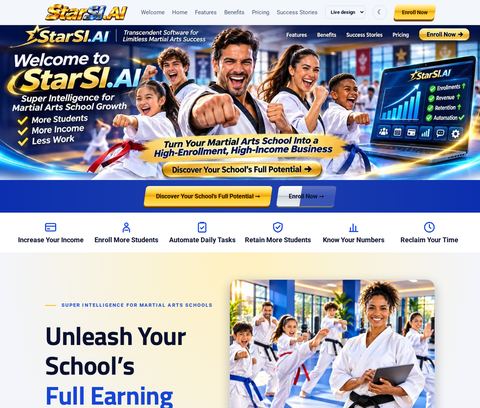 StarSI.AI
Welcome Home Features Benefits Pricing Success Stories
Live design
Enroll Now
StarSI.AI
Transcendent Software for
Limitless Martial Arts Success
Features Benefits Success Stories Pricing
Enroll Now →
Welcome to
StarSI.AI
Super Intelligence for
Martial Arts School Growth
More Students
More Income
Less Work
StarSI.AI
Enrollments ↑
Revenue ↑
Retention ↑
Automation ✓
Turn Your Martial Arts School Into a
High-Enrollment, High-Income Business
Discover Your School's Full Potential →
Discover Your School's Full Potential →
Enroll Now →
Increase Your Income
Enroll More Students
Automate Daily Tasks
Retain More Students
Know Your Numbers
Reclaim Your Time
SUPER INTELLIGENCE FOR MARTIAL ARTS SCHOOLS
Unleash Your
School's
Full Earning